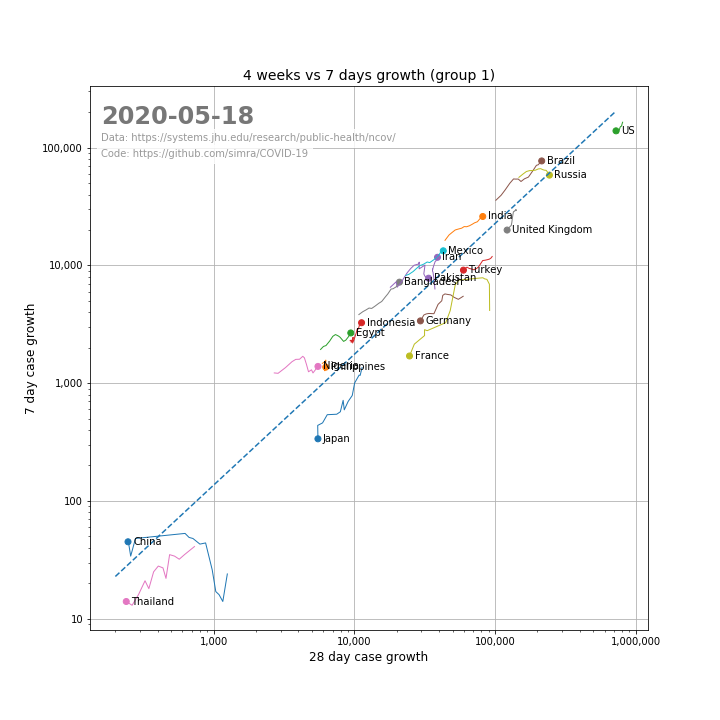 4 weeks vs 7 days growth (group 1)
2020-05-18
Data: https://systems.jhu.edu/research/public-health/ncov/
Code: https://github.com/simra/COVID-19
US
100,000
Brazil
Russia
India
United Kingdom
Mexico
Iran
10,000
Turkey
Pakistan
Bangladesh
Indonesia
Germany
Egypt
France
Nigeria
Philippines
1,000
Japan
100
China
Thailand
10
7 day case growth
1,000
10,000
100,000
1,000,000
28 day case growth